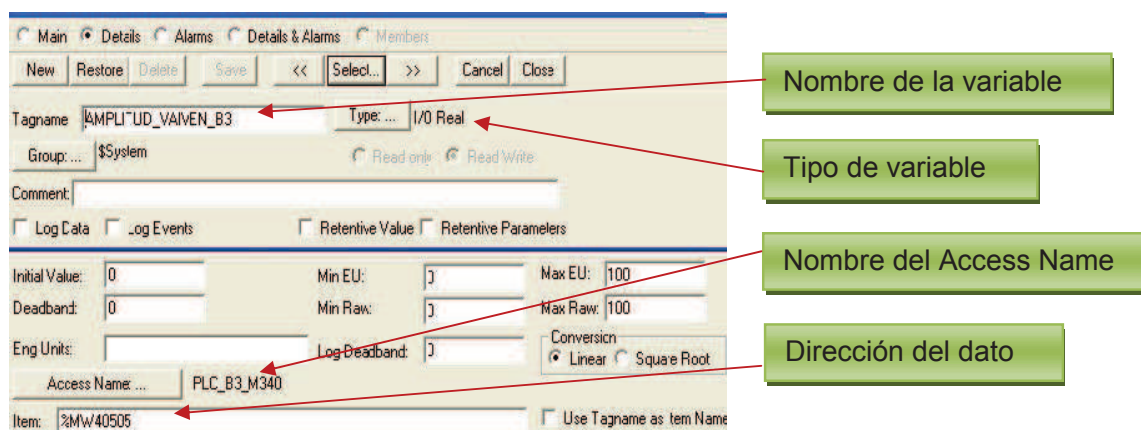 Main Details Alarms Details & Alarms Members
New Restore Delete Save << Select... >> Cancel Close
Nombre de la variable
Tagname AMPLITUD_VAIVEN_B3 Type: ... I/O Real
Group: ... $System Read only Read Write
Tipo de variable
Comment:
Log Data Log Events Retentive Value Retentive Parameters
Nombre del Access Name
Initial Value: 0 Min EU: 0 Max EU: 100
Deadband: 0 Min Raw: 0 Max Raw: 100
Eng Units: Log Deadband: 0 Conversion
Linear Square Root
Dirección del dato
Access Name: ... PLC_B3_M340
Item: %MW40505 Use Tagname as Item Name